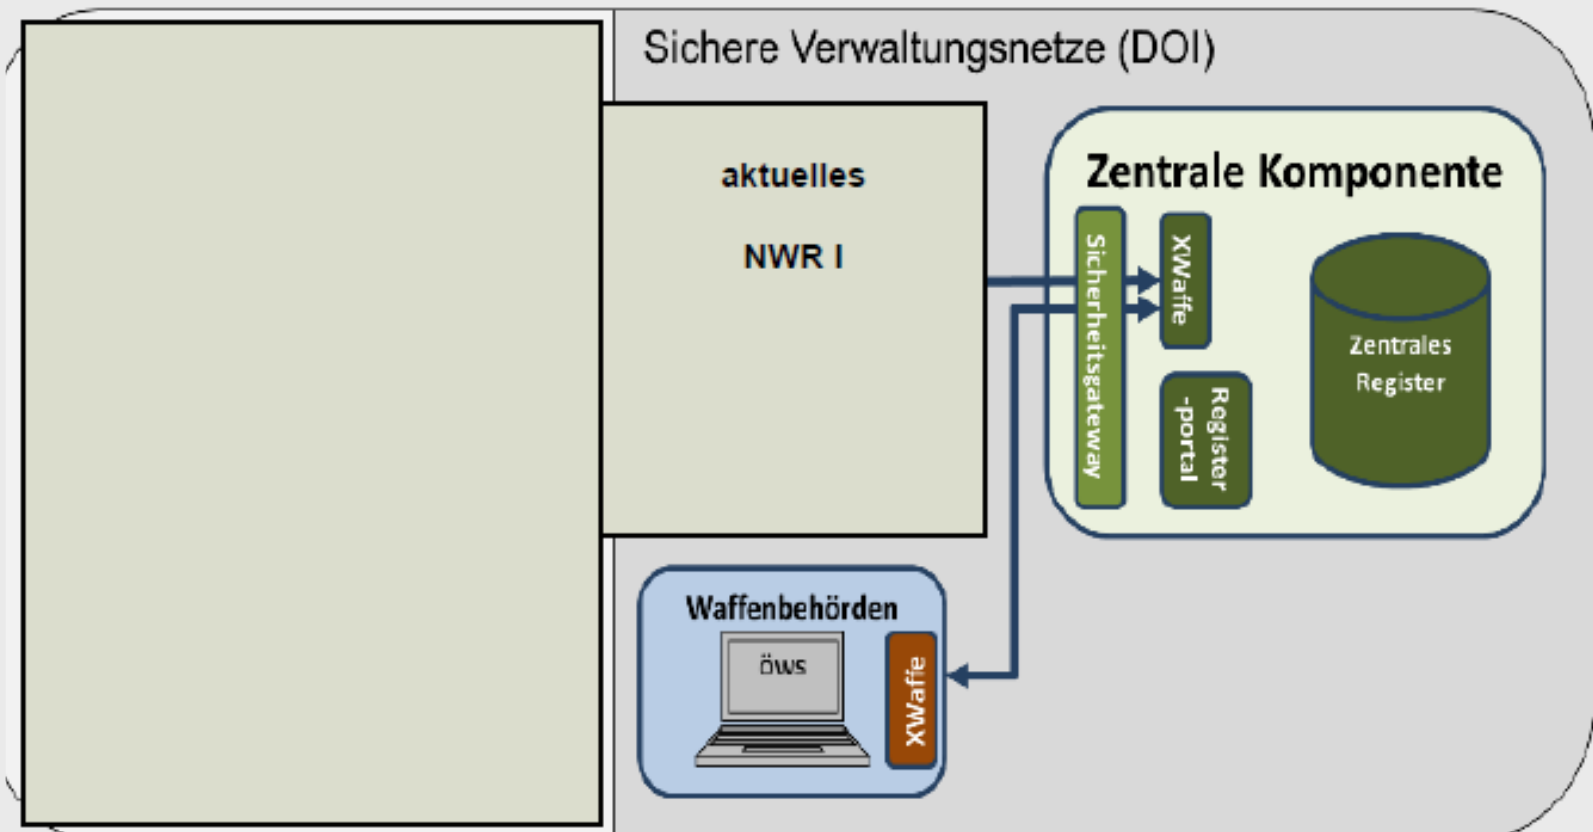 Sichere Verwaltungsnetze (DOI)
aktuelles
NWR I
Zentrale Komponente
Sicherheitsgateway
XWaffe
Register
-portal
Zentrales
Register
Waffenbehörden
ÖWS
XWaffe